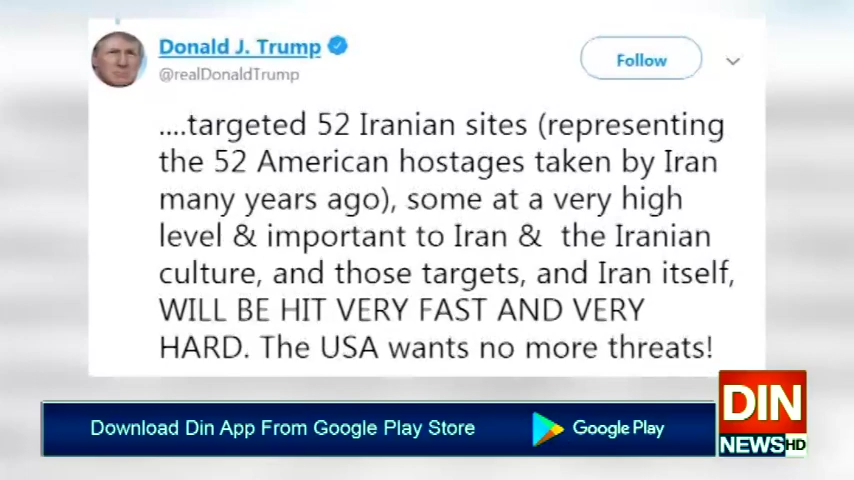 Donald J. Trump
@realDonaldTrump
Follow
....targeted 52 Iranian sites (representing
the 52 American hostages taken by Iran
many years ago), some at a very high
level & important to Iran & the Iranian
culture, and those targets, and Iran itself,
WILL BE HIT VERY FAST AND VERY
HARD. The USA wants no more threats!
Download Din App From Google Play Store
Google Play
DIN
NEWS HD